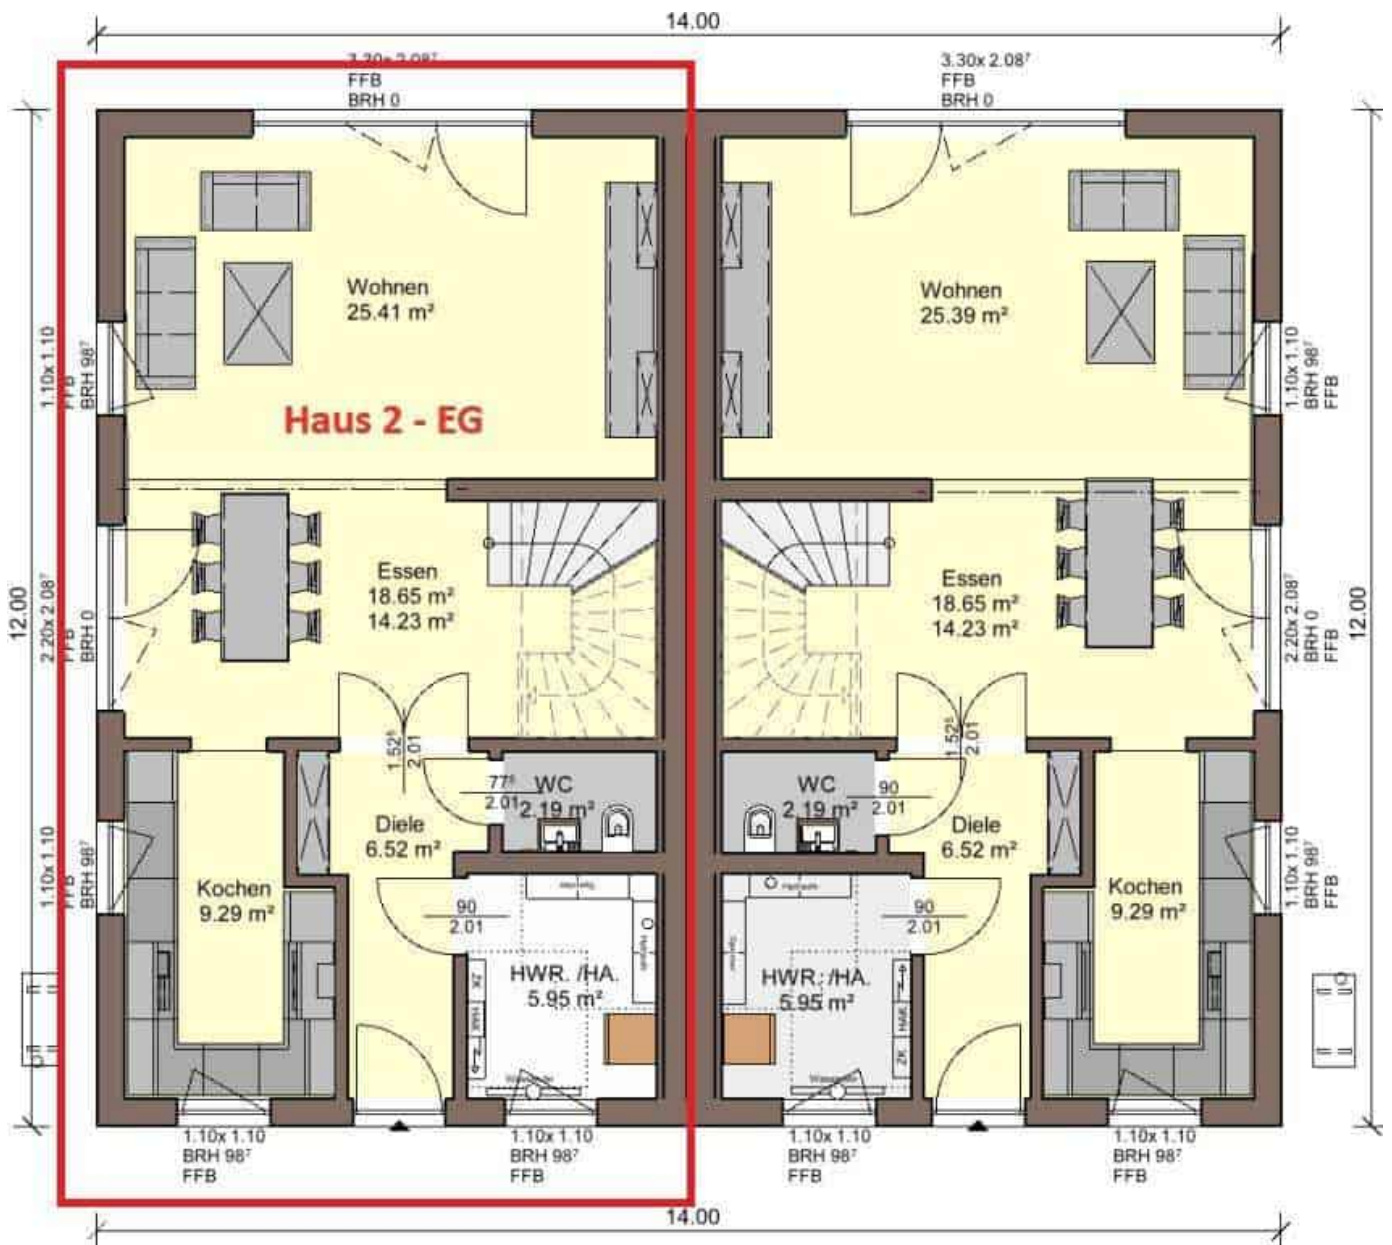 14.00
3.30x 2.08⁷
FFB
BRH 0
3.30x 2.08⁷
FFB
BRH 0
Wohnen
25.41 m²
Wohnen
25.39 m²
1.10x 1.10
BRH 98⁷
FFB
1.10x 1.10
BRH 98⁷
FFB
Haus 2 - EG
12.00
2.20x 2.08⁷
FFB
BRH 0
Essen
18.65 m²
14.23 m²
Essen
18.65 m²
14.23 m²
2.20x 2.08⁷
BRH 0
FFB
12.00
1.52⁵
2.01
1.52⁵
2.01
77⁵
2.01
WC
2.19 m²
WC
2.19 m²
90
2.01
Diele
6.52 m²
Diele
6.52 m²
1.10x 1.10
FFB
BRH 98⁷
Kochen
9.29 m²
Kochen
9.29 m²
1.10x 1.10
BRH 98⁷
FFB
90
2.01
90
2.01
HWR. /HA.
5.95 m²
HWR. /HA.
5.95 m²
ZK
HAK
HAK
ZK
1.10x 1.10
BRH 98⁷
FFB
1.10x 1.10
BRH 98⁷
FFB
1.10x 1.10
BRH 98⁷
FFB
1.10x 1.10
BRH 98⁷
FFB
14.00